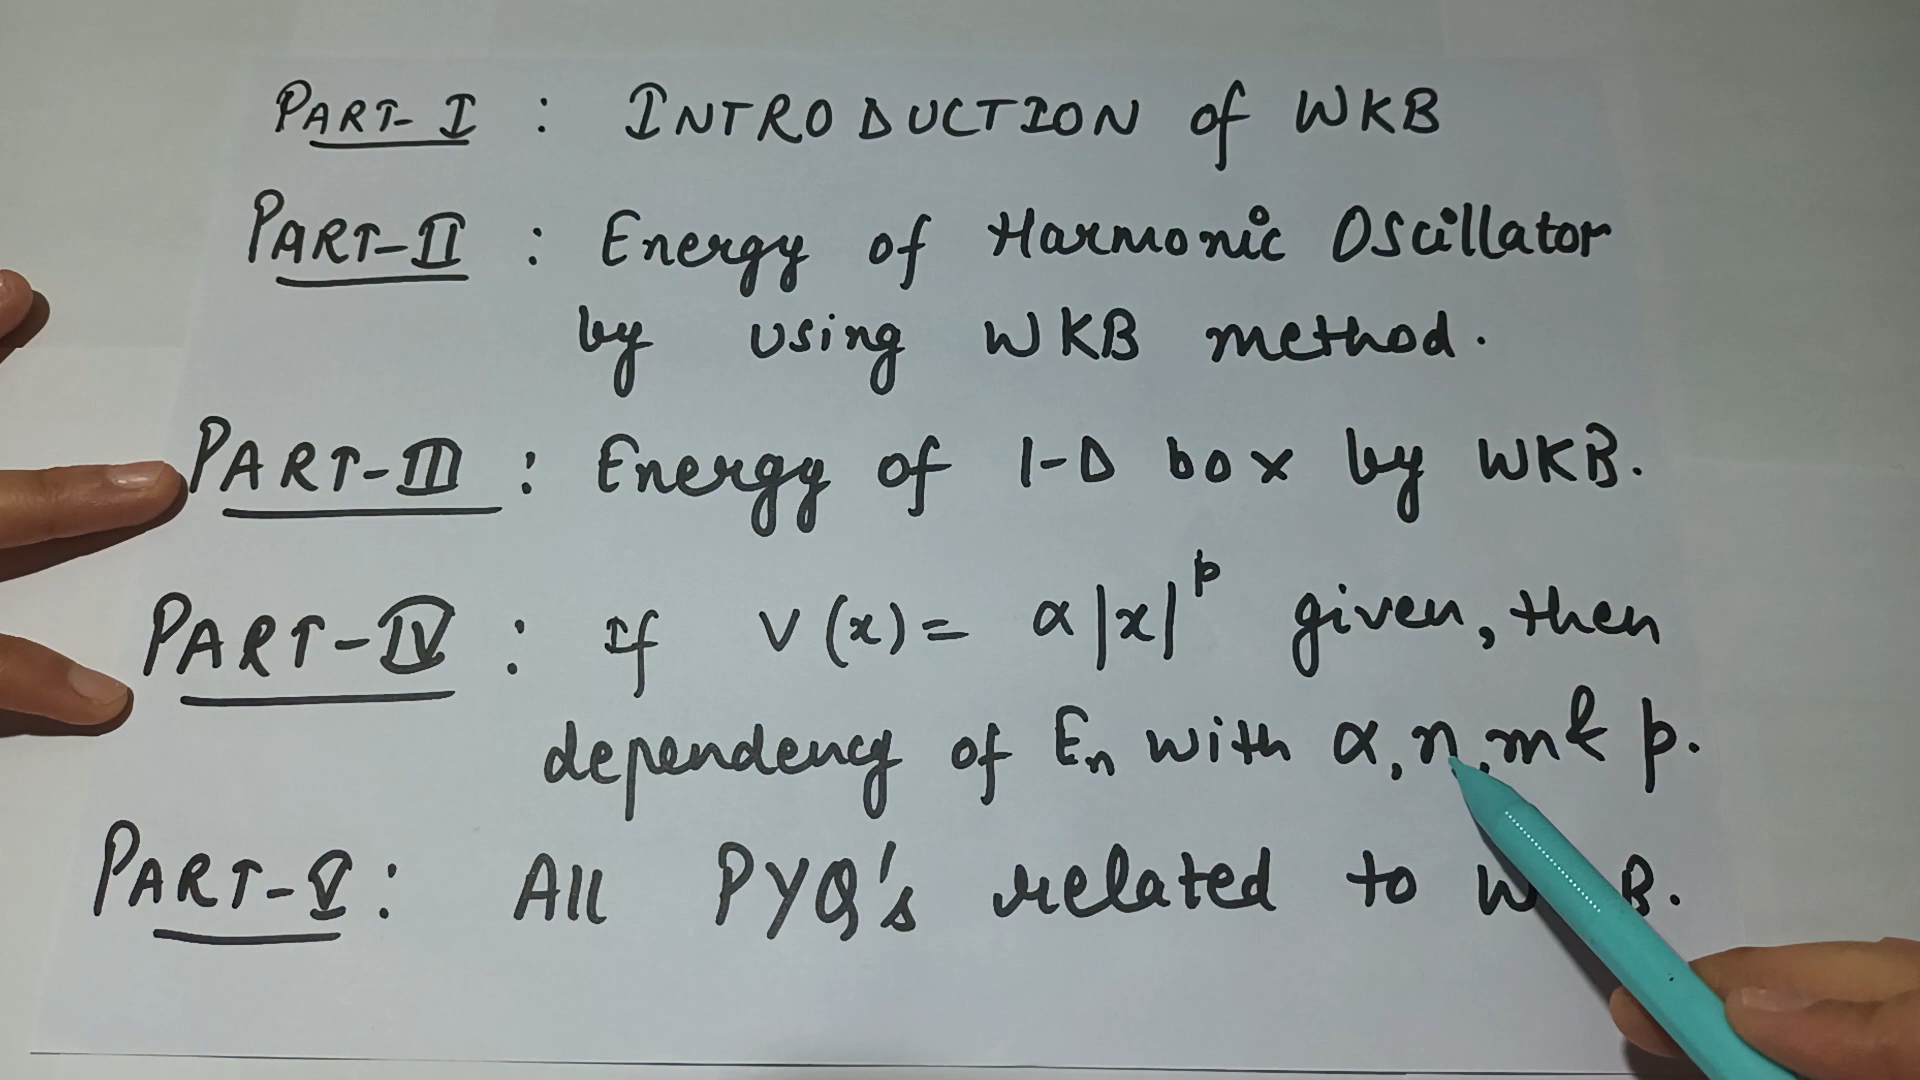 PART-I : INTRODUCTION of WKB
PART-II : Energy of Harmonic Oscillator
by using WKB method.
PART-III : Energy of 1-D box by WKB.
PART-IV : If V(x) = α|x|^p given, then
dependency of En with α, n, m & p.
PART-V : All PYQ's related to W B.